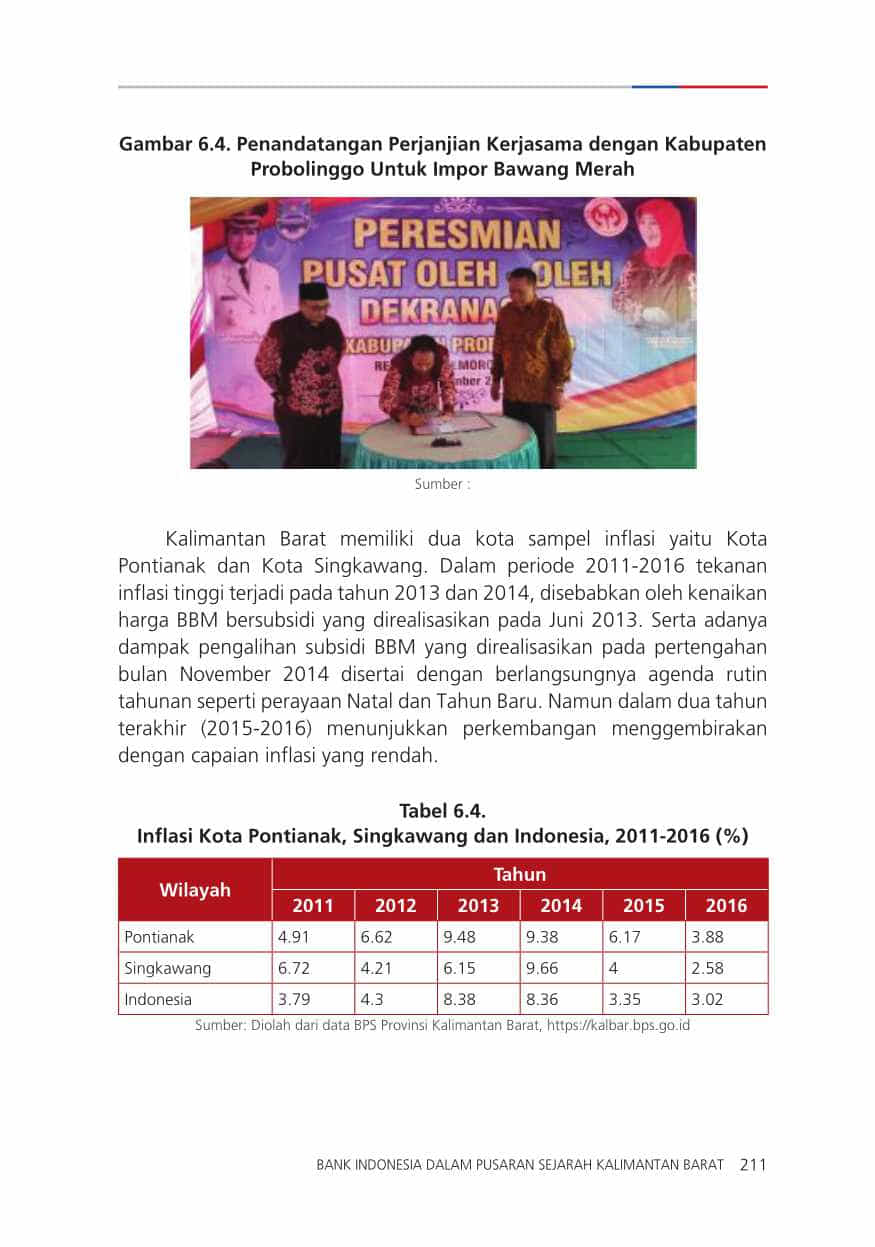 Gambar 6.4. Penandatangan Perjanjian Kerjasama dengan Kabupaten
Probolinggo Untuk Impor Bawang Merah
PERESMIAN
PUSAT OLEH - OLEH
DEKRANA
KABUPA
Sumber :
Kalimantan Barat memiliki dua kota sampel inflasi yaitu Kota
Pontianak dan Kota Singkawang. Dalam periode 2011-2016 tekanan
inflasi tinggi terjadi pada tahun 2013 dan 2014, disebabkan oleh kenaikan
harga BBM bersubsidi yang direalisasikan pada Juni 2013. Serta adanya
dampak pengalihan subsidi BBM yang direalisasikan pada pertengahan
bulan November 2014 disertai dengan berlangsungnya agenda rutin
tahunan seperti perayaan Natal dan Tahun Baru. Namun dalam dua tahun
terakhir (2015-2016) menunjukkan perkembangan menggembirakan
dengan capaian inflasi yang rendah.
Tabel 6.4.
Inflasi Kota Pontianak, Singkawang dan Indonesia, 2011-2016 (%)
Wilayah Tahun
2011 2012 2013 2014 2015 2016
Pontianak 4.91 6.62 9.48 9.38 6.17 3.88
Singkawang 6.72 4.21 6.15 9.66 4 2.58
Indonesia 3.79 4.3 8.38 8.36 3.35 3.02
Sumber: Diolah dari data BPS Provinsi Kalimantan Barat, https://kalbar.bps.go.id
BANK INDONESIA DALAM PUSARAN SEJARAH KALIMANTAN BARAT 211